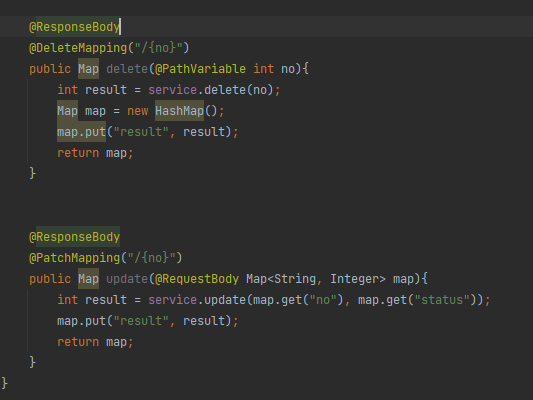 @ResponseBody
@DeleteMapping("/{no}")
public Map delete(@PathVariable int no){
int result = service.delete(no);
Map map = new HashMap();
map.put("result", result);
return map;
}
@ResponseBody
@PatchMapping("/{no}")
public Map update(@RequestBody Map<String, Integer> map){
int result = service.update(map.get("no"), map.get("status"));
map.put("result", result);
return map;
}
}